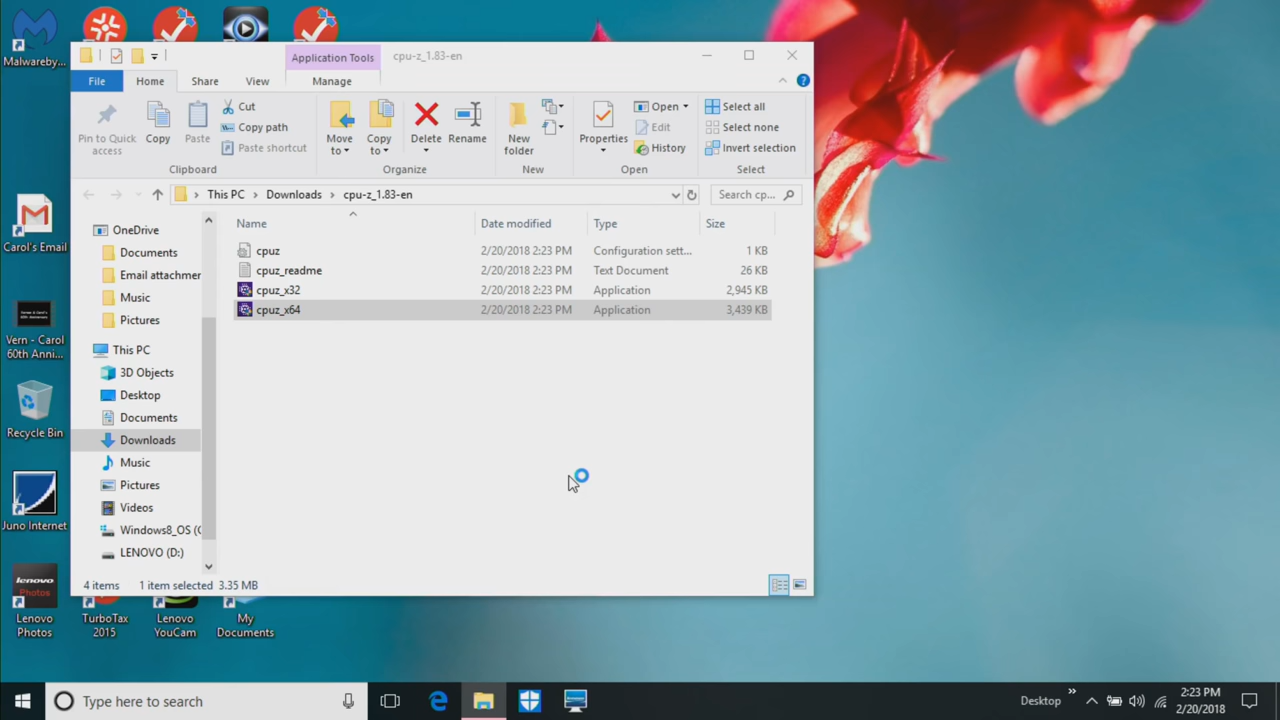 Malwareby...
Application Tools
cpu-z_1.83-en
File
Home
Share
View
Manage
Pin to Quick
access
Copy
Paste
Cut
Copy path
Paste shortcut
Clipboard
Move
to
Copy
to
Delete
Rename
Organize
New
folder
New
Properties
Open
Edit
History
Open
Select all
Select none
Invert selection
Select
This PC
Downloads
cpu-z_1.83-en
Search cp...
Name
Date modified
Type
Size
cpuz 2/20/2018 2:23 PM Configuration sett... 1 KB
cpuz_readme 2/20/2018 2:23 PM Text Document 26 KB
cpuz_x32 2/20/2018 2:23 PM Application 2,945 KB
cpuz_x64 2/20/2018 2:23 PM Application 3,439 KB
OneDrive
Documents
Email attachmer
Music
Pictures
This PC
3D Objects
Desktop
Documents
Downloads
Music
Pictures
Videos
Windows8_OS (C
LENOVO (D:)
4 items
1 item selected 3.35 MB
Carol's Email
Vern - Carol
60th Anni...
Recycle Bin
Juno Internet
lenovo
Photos
Lenovo
Photos
TurboTax
2015
Lenovo
YouCam
My
Documents
Type here to search
Desktop
2:23 PM
2/20/2018